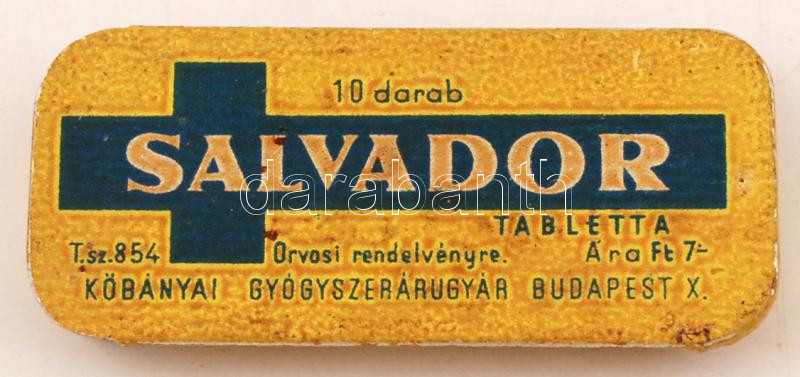 10 darab
SALVADOR
darabanth
TABLETTA
T.sz.854 Orvosi rendelvényre. Ára Ft 7-
KŐBÁNYAI GYÓGYSZERÁRUGYÁR BUDAPEST X.